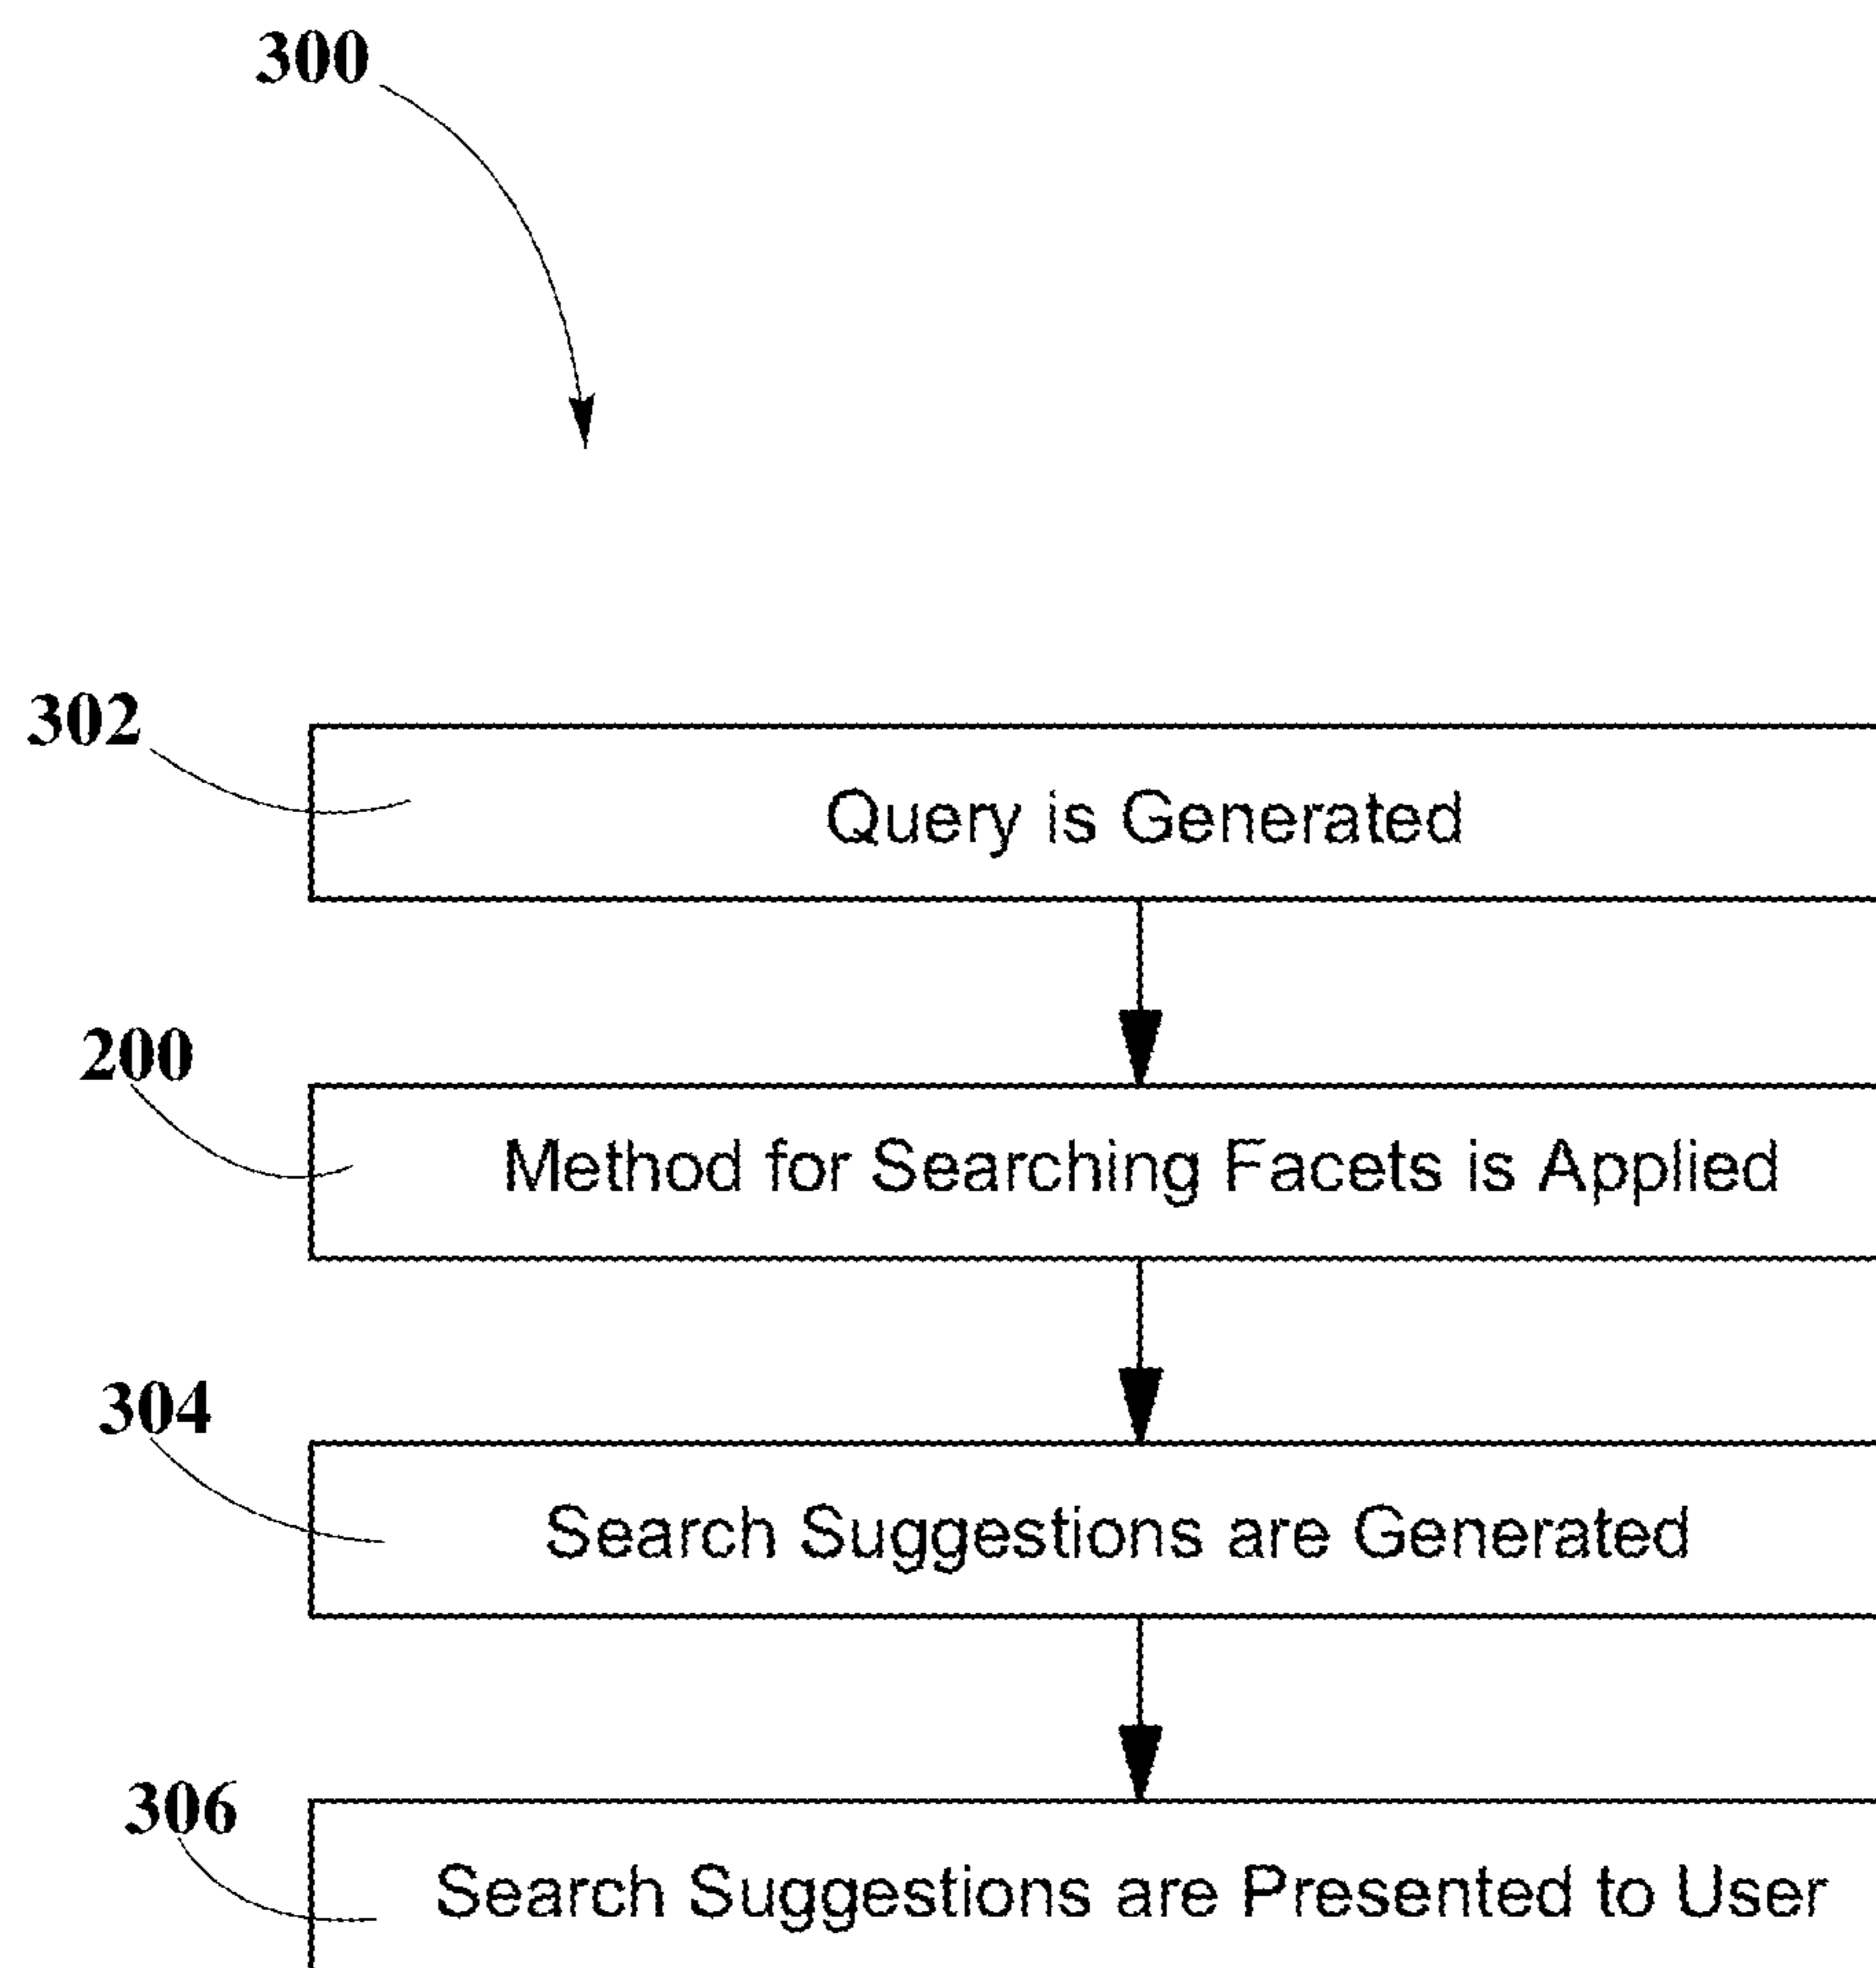 300
302
Query is Generated
200
Method for Searching Facets is Applied
304
Search Suggestions are Generated
306
Search Suggestions are Presented to User